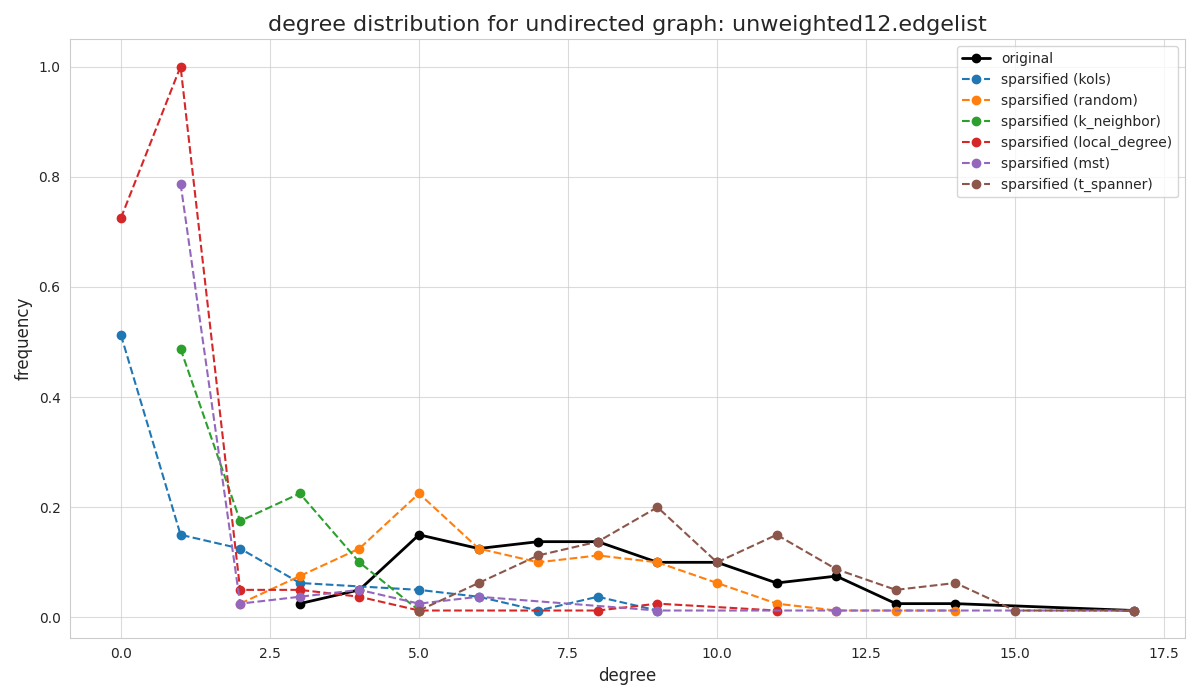 degree distribution for undirected graph: unweighted12.edgelist
original
sparsified (kols)
sparsified (random)
sparsified (k_neighbor)
sparsified (local_degree)
sparsified (mst)
sparsified (t_spanner)
frequency
1.0
0.8
0.6
0.4
0.2
0.0
0.0 2.5 5.0 7.5 10.0 12.5 15.0 17.5
degree